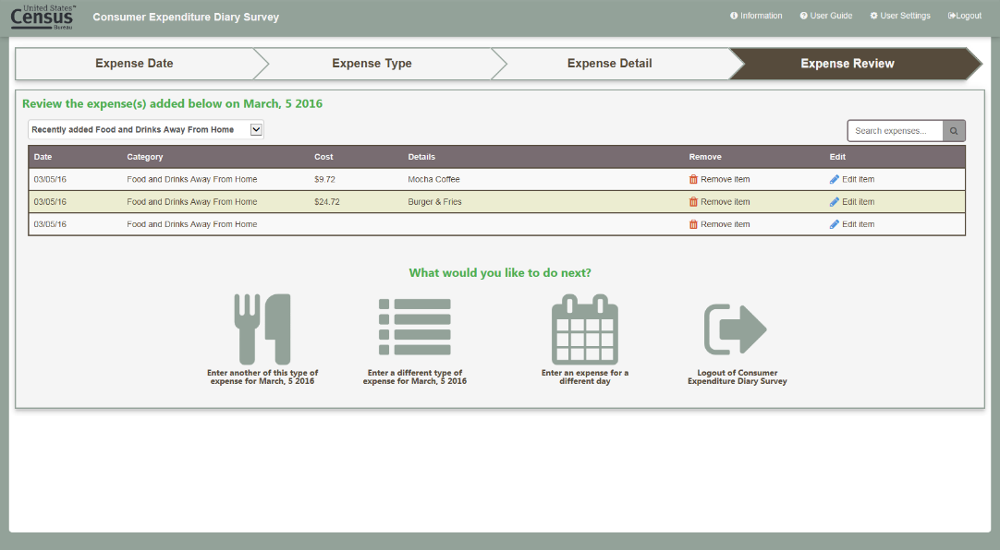 United States™
Census
Bureau
Consumer Expenditure Diary Survey
Information
User Guide
User Settings
Logout
Expense Date
Expense Type
Expense Detail
Expense Review
Review the expense(s) added below on March, 5 2016
Recently added Food and Drinks Away From Home
Search expenses...
Date Category Cost Details Remove Edit
03/05/16 Food and Drinks Away From Home $9.72 Mocha Coffee Remove item Edit item
03/05/16 Food and Drinks Away From Home $24.72 Burger & Fries Remove item Edit item
03/05/16 Food and Drinks Away From Home Remove item Edit item
What would you like to do next?
Enter another of this type of
expense for March, 5 2016
Enter a different type of
expense for March, 5 2016
Enter an expense for a
different day
Logout of Consumer
Expenditure Diary Survey